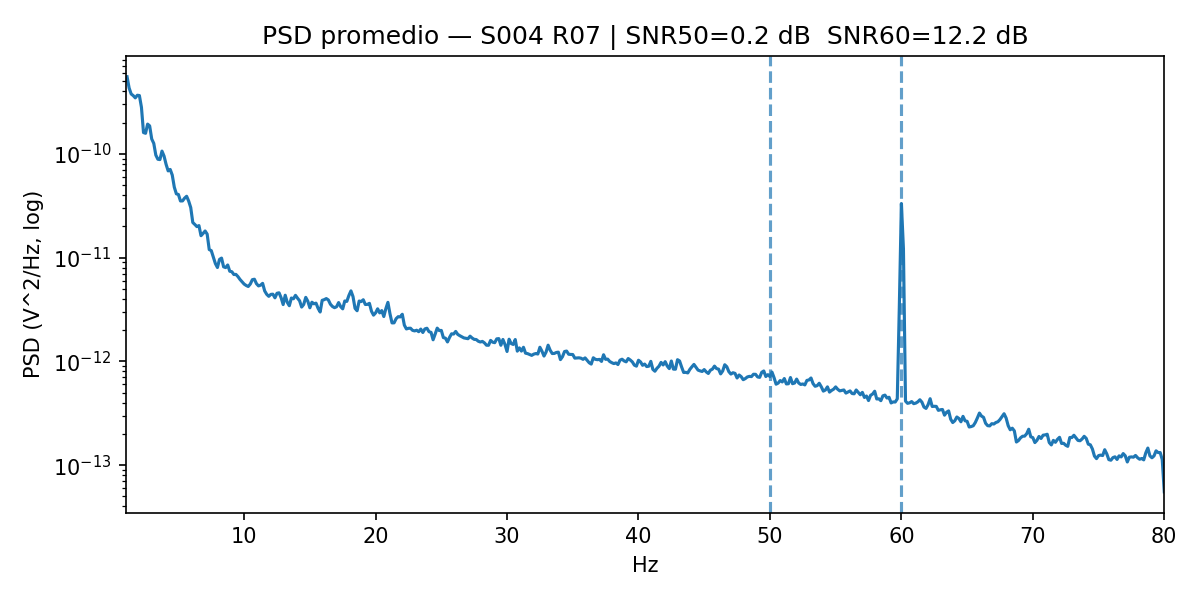 PSD promedio — S004 R07 | SNR50=0.2 dB  SNR60=12.2 dB
PSD (V^2/Hz, log)
10⁻¹⁰
10⁻¹¹
10⁻¹²
10⁻¹³
10 20 30 40 50 60 70 80
Hz